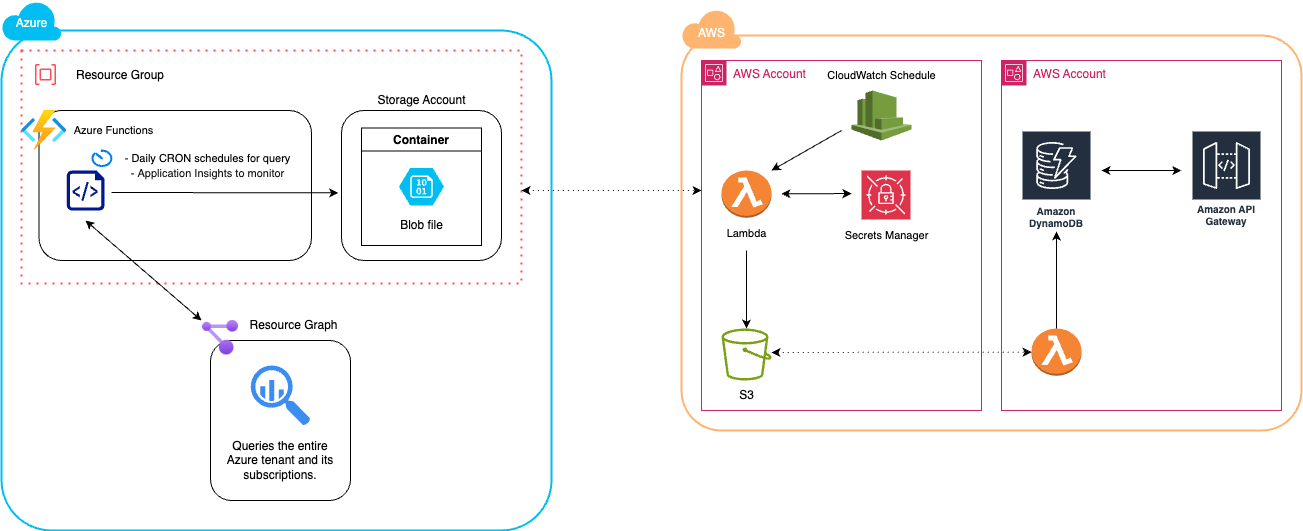 Azure
Resource Group
Azure Functions
- Daily CRON schedules for query
- Application Insights to monitor
Storage Account
Container
10
01
Blob file
Resource Graph
Queries the entire
Azure tenant and its
subscriptions.
AWS
AWS Account
CloudWatch Schedule
Lambda
Secrets Manager
S3
AWS Account
Amazon
DynamoDB
Amazon API
Gateway